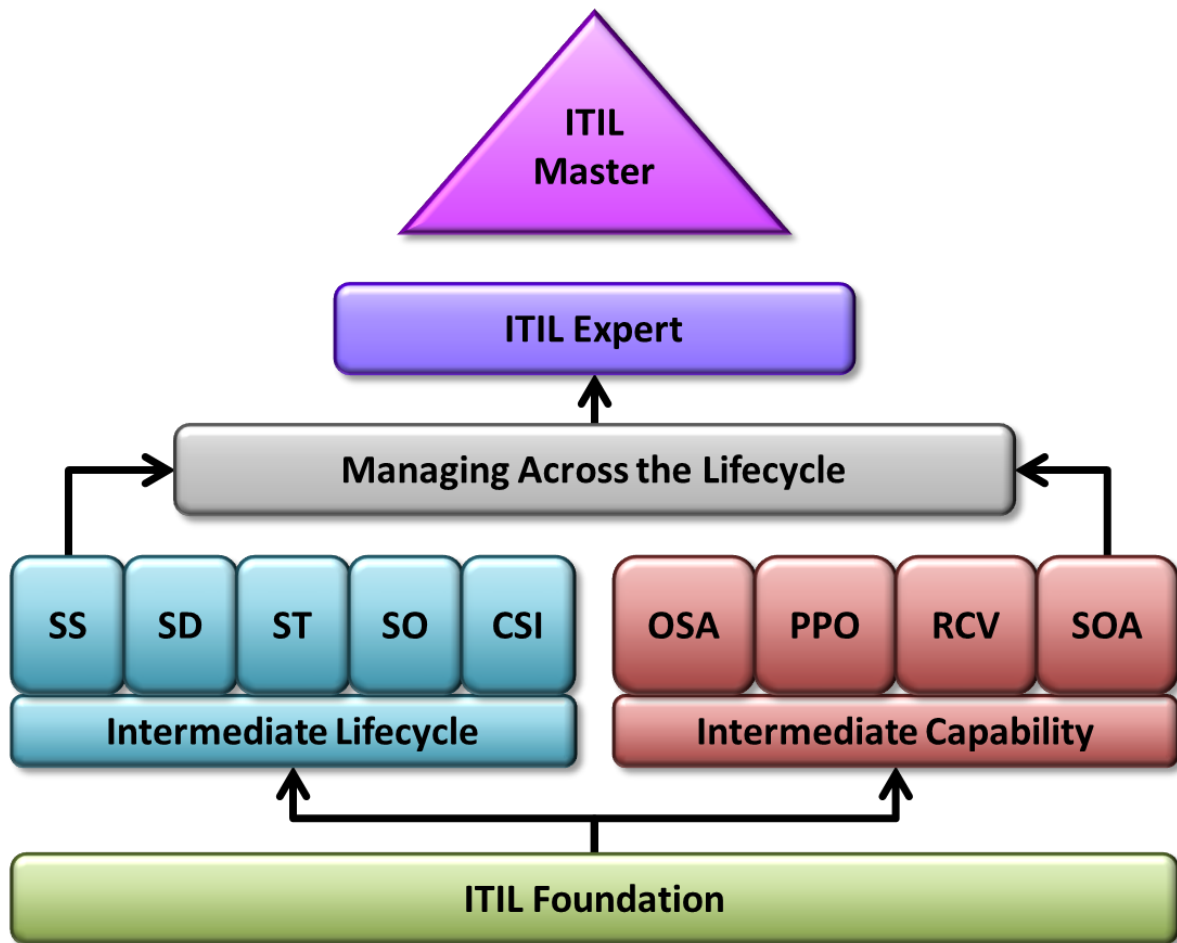 ITIL
Master
ITIL Expert
Managing Across the Lifecycle
SS SD ST SO CSI OSA PPO RCV SOA
Intermediate Lifecycle Intermediate Capability
ITIL Foundation